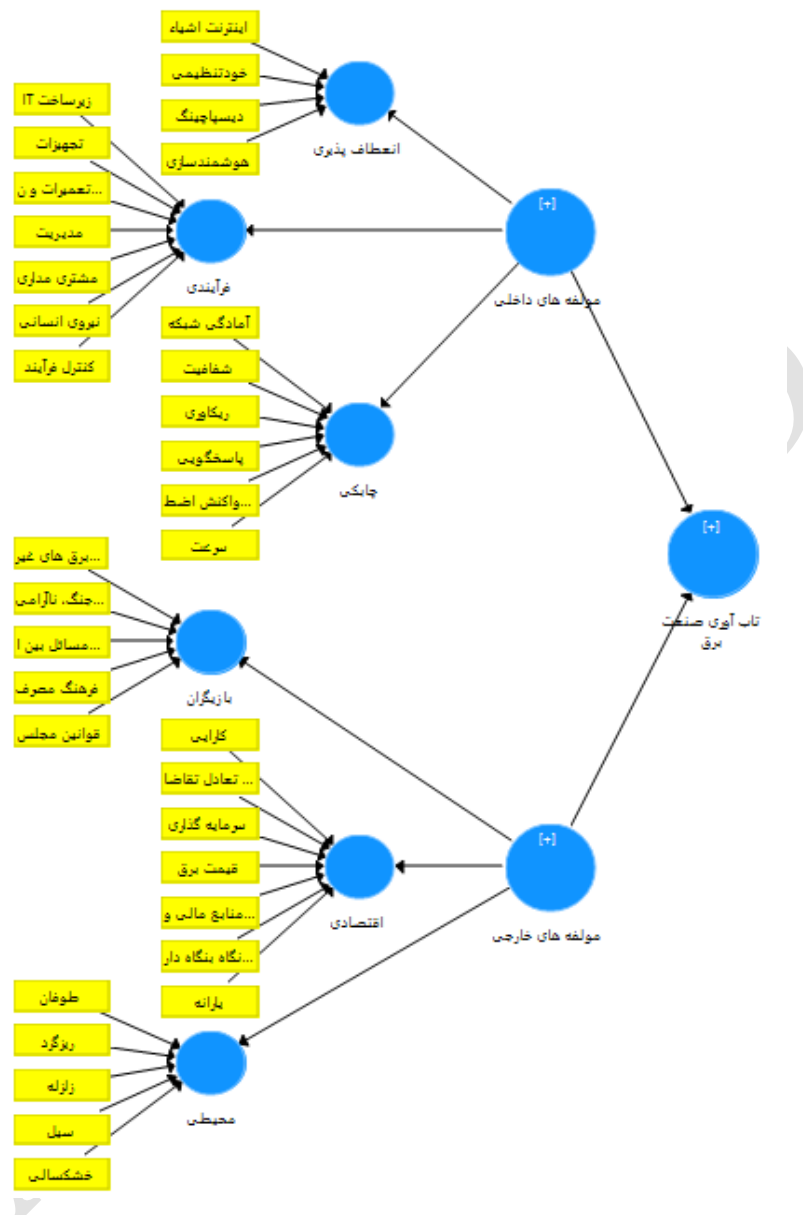 اینترنت اشیاء
خودتنظیمی
دیسپاچینگ
هوشمندسازی
انعطاف پذیری
زیرساخت IT
تجهیزات
تعمیرات و ن...
مدیریت
مشتری مداری
نیروی انسانی
کنترل فرآیند
فرآیندی
[+]
مولفه های داخلی
آمادگی شبکه
شفافیت
ریکاوری
پاسخگویی
واکنش اضط...
سرعت
چابکی
[+]
تاب آوری صنعت
برق
برق های غیر...
جنگ، ناآرامی...
مسائل بین ا...
فرهنگ مصرف
قوانین مجلس
بازیگران
کارایی
تعادل تقاضا ...
سرمایه گذاری
قیمت برق
منابع مالی و...
نگاه بنگاه دار...
یارانه
اقتصادی
[+]
مولفه های خارجی
طوفان
ریزگرد
زلزله
سیل
خشکسالی
محیطی